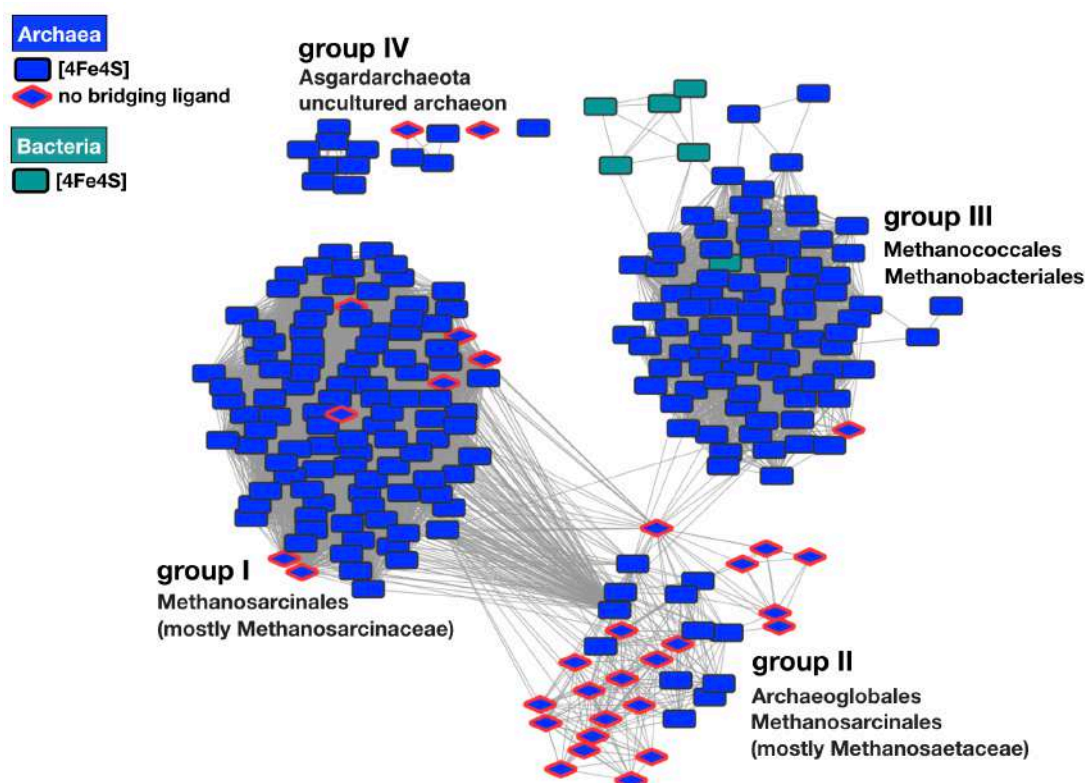 Archaea
[4Fe4S]
no bridging ligand
Bacteria
[4Fe4S]
group IV
Asgardarchaeota
uncultured archaeon
group III
Methanococcales
Methanobacteriales
group I
Methanosarcinales
(mostly Methanosarcinaceae)
group II
Archaeoglobales
Methanosarcinales
(mostly Methanosaetaceae)